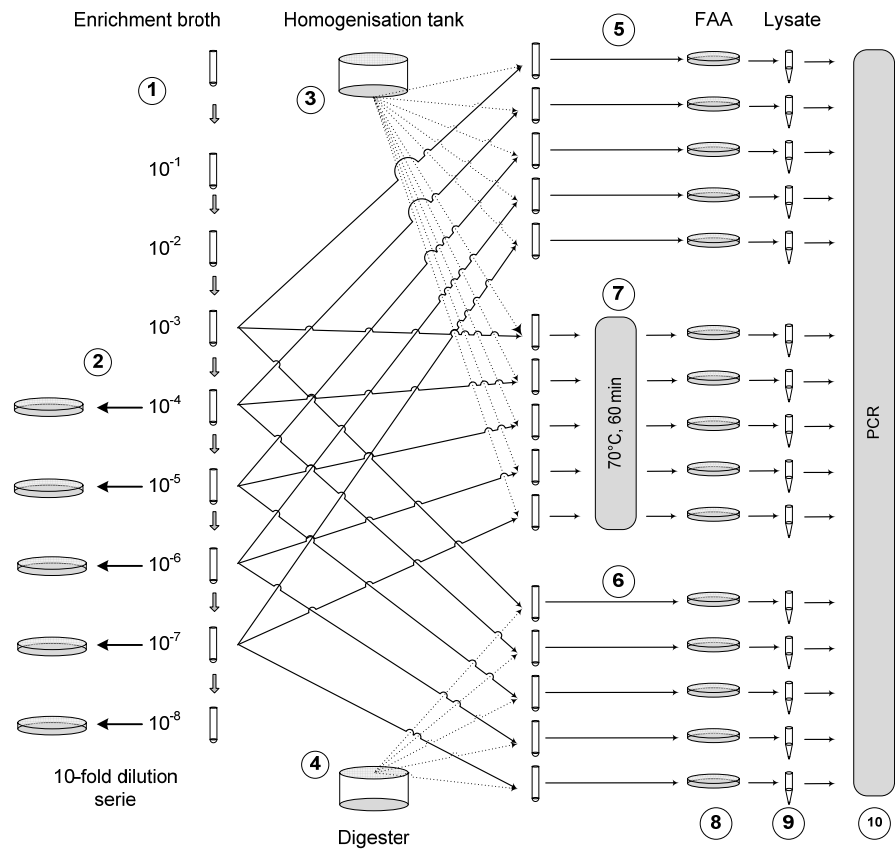 Enrichment broth
Homogenisation tank
5
FAA
Lysate
1
3
10-1
10-2
7
10-3
2
10-4
70°C, 60 min
PCR
10-5
10-6
6
10-7
10-8
4
10-fold dilution
serie
Digester
8
9
10